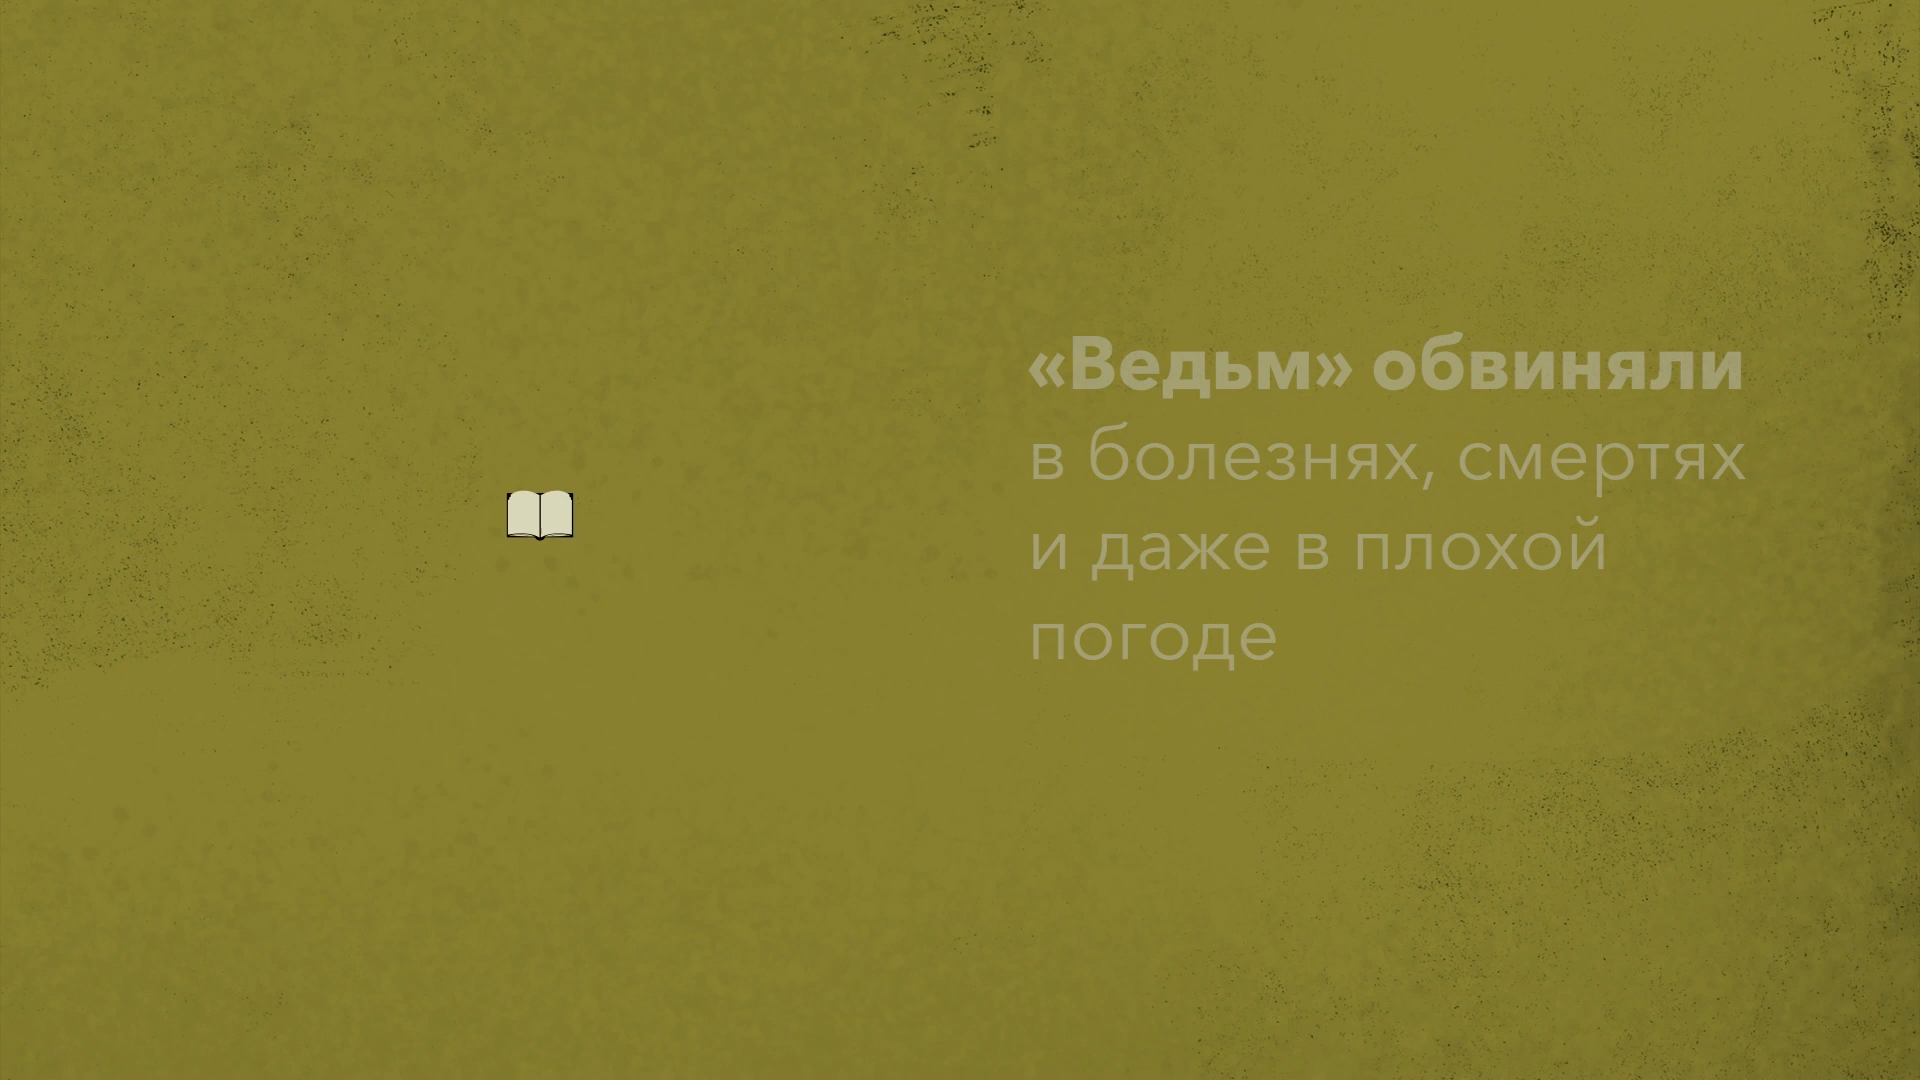 «Ведьм» обвиняли
в болезнях, смертях
и даже в плохой
погоде